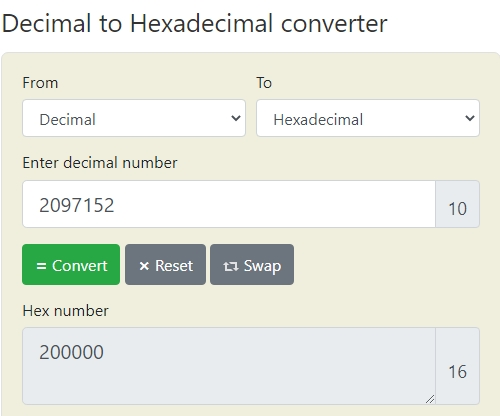 Decimal to Hexadecimal converter
From To
Decimal Hexadecimal
Enter decimal number
2097152 10
= Convert × Reset Swap
Hex number
200000 16